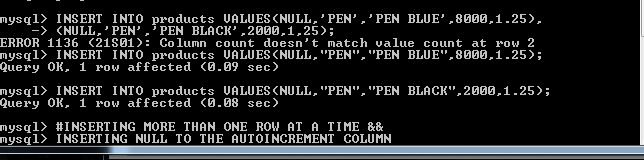 mysql> INSERT INTO products VALUES(NULL,'PEN','PEN BLUE',8000,1.25),
    -> (NULL,'PEN','PEN BLACK',2000,1,25);
ERROR 1136 (21S01): Column count doesn't match value count at row 2
mysql> INSERT INTO products VALUES(NULL,"PEN","PEN BLUE",8000,1.25);
Query OK, 1 row affected (0.09 sec)
mysql> INSERT INTO products VALUES(NULL,"PEN","PEN BLACK",2000,1.25);
Query OK, 1 row affected (0.08 sec)
mysql> #INSERTING MORE THAN ONE ROW AT A TIME &&
mysql> INSERTING NULL TO THE AUTOINCREMENT COLUMN